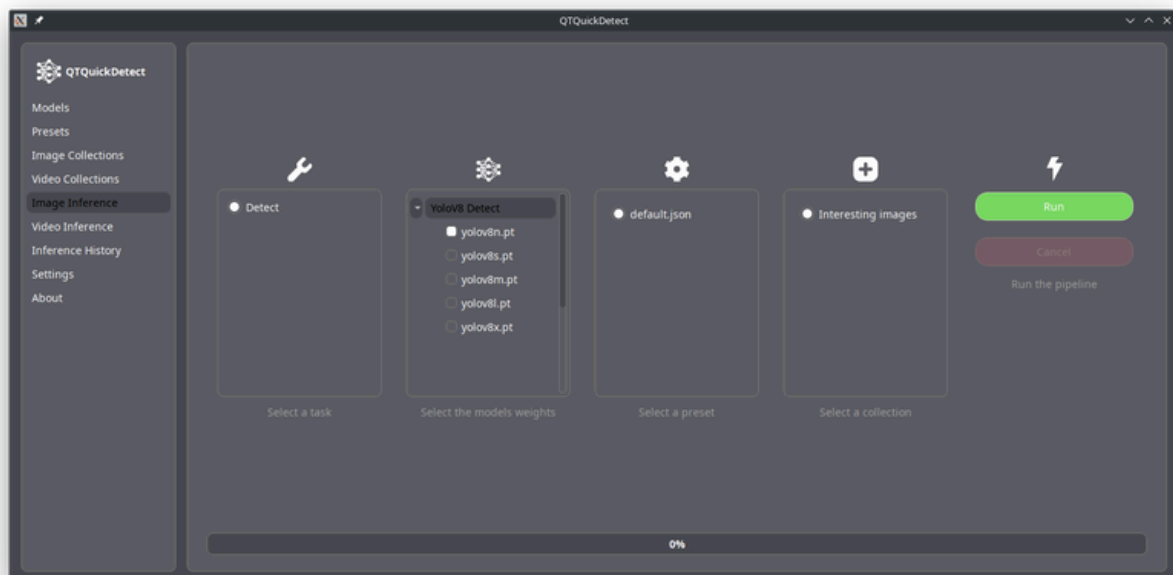 QTQuickDetect
QTQuickDetect
Models
Presets
Image Collections
Video Collections
Image Inference
Video Inference
Inference History
Settings
About
Detect
Select a task
YoloV8 Detect
yolov8n.pt
yolov8s.pt
yolov8m.pt
yolov8l.pt
yolov8x.pt
Select the models weights
default.json
Select a preset
Interesting images
Select a collection
Run
Cancel
Run the pipeline
0%